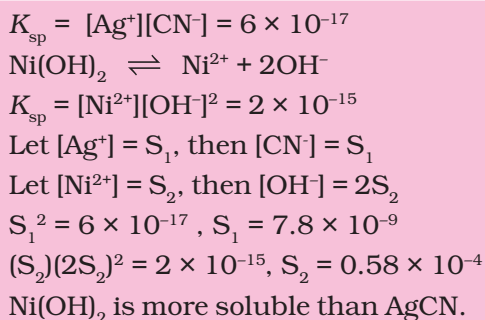 K_sp = [Ag⁺][CN⁻] = 6 × 10⁻¹⁷
Ni(OH)₂ ⇌ Ni²⁺ + 2OH⁻
K_sp = [Ni²⁺][OH⁻]² = 2 × 10⁻¹⁵
Let [Ag⁺] = S₁, then [CN⁻] = S₁
Let [Ni²⁺] = S₂, then [OH⁻] = 2S₂
S₁² = 6 × 10⁻¹⁷ , S₁ = 7.8 × 10⁻⁹
(S₂)(2S₂)² = 2 × 10⁻¹⁵, S₂ = 0.58 × 10⁻⁴
Ni(OH)₂ is more soluble than AgCN.